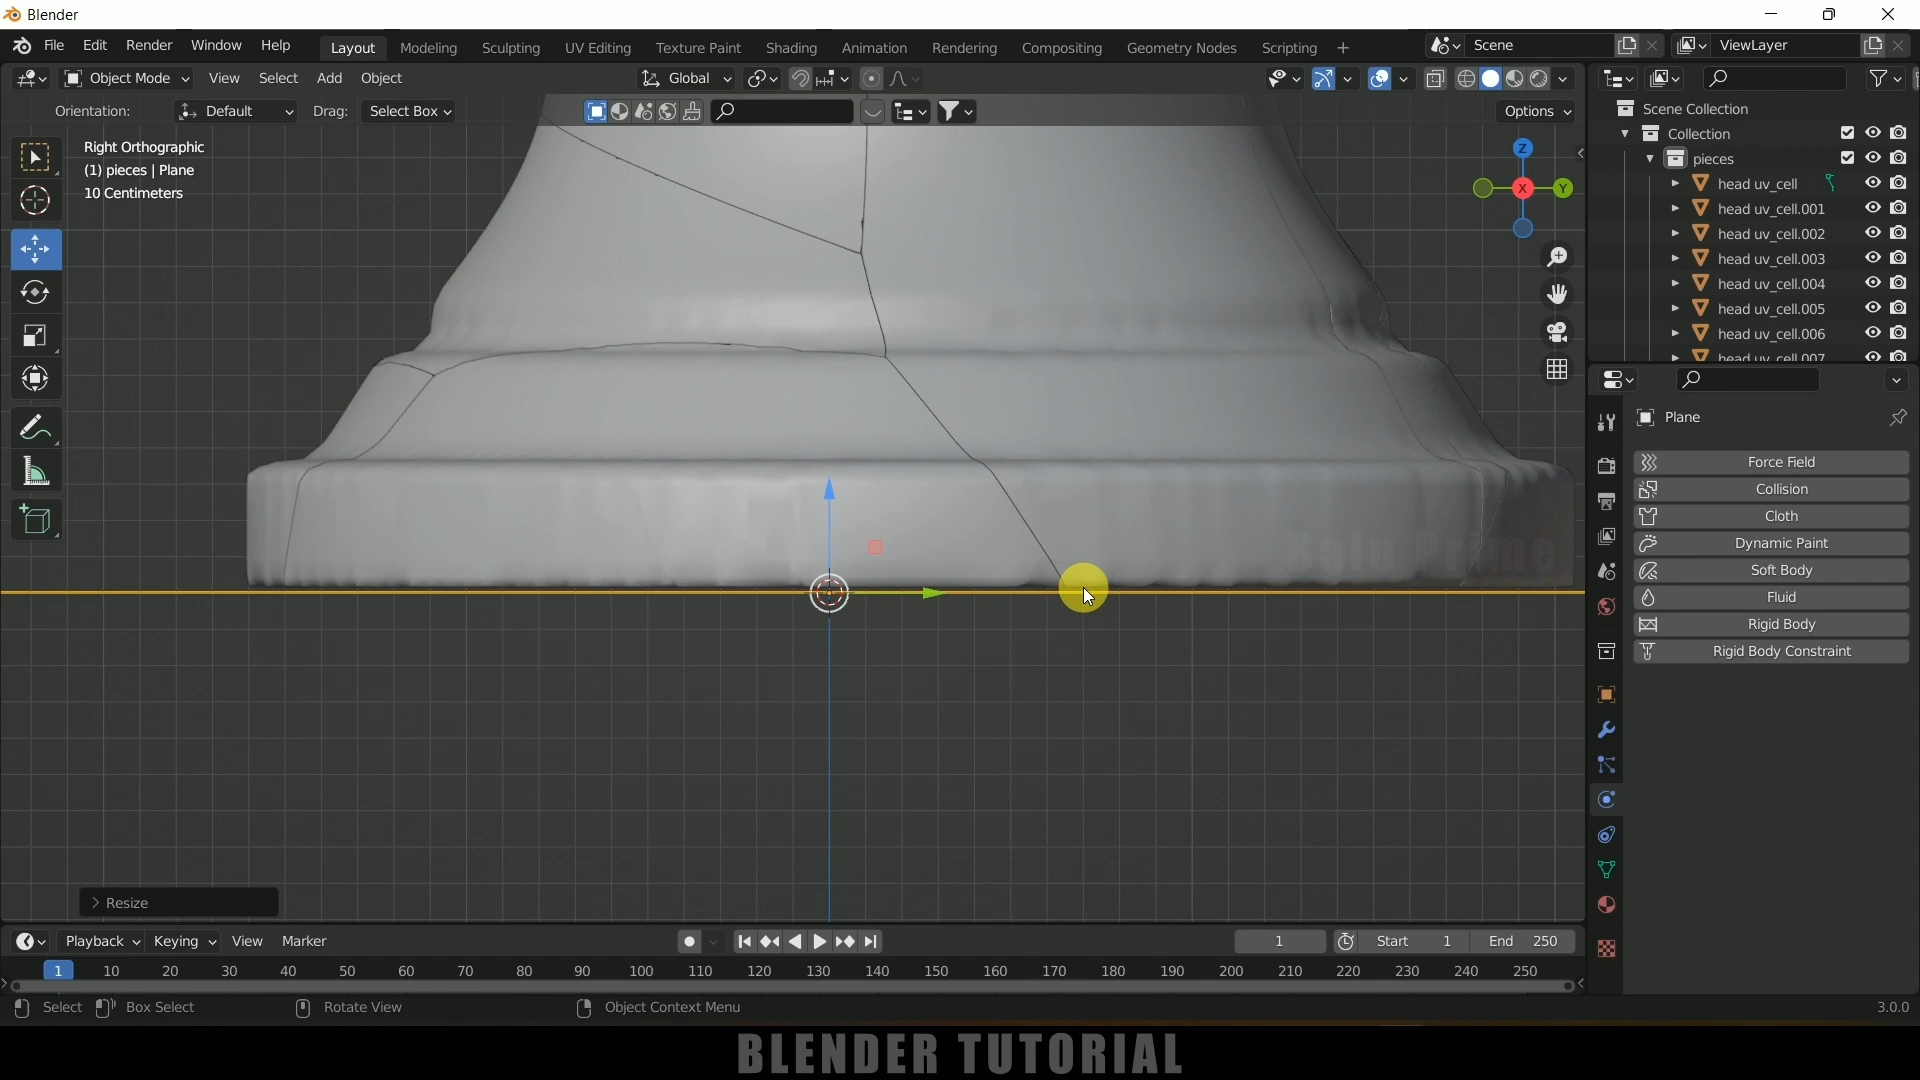 Blender
File Edit Render Window Help Layout Modeling Sculpting UV Editing Texture Paint Shading Animation Rendering Compositing Geometry Nodes Scripting + Scene ViewLayer
Object Mode View Select Add Object Global
Orientation: Default Drag: Select Box Options
Right Orthographic
(1) pieces | Plane
10 Centimeters
Z
X
Y
Scene Collection
Collection
pieces
head uv_cell
head uv_cell.001
head uv_cell.002
head uv_cell.003
head uv_cell.004
head uv_cell.005
head uv_cell.006
head uv_cell.007
Plane
Force Field
Collision
Cloth
Dynamic Paint
Soft Body
Fluid
Rigid Body
Rigid Body Constraint
Resize
Playback Keying View Marker 1 Start 1 End 250
1 10 20 30 40 50 60 70 80 90 100 110 120 130 140 150 160 170 180 190 200 210 220 230 240 250
Select Box Select Rotate View Object Context Menu 3.0.0
BLENDER TUTORIAL